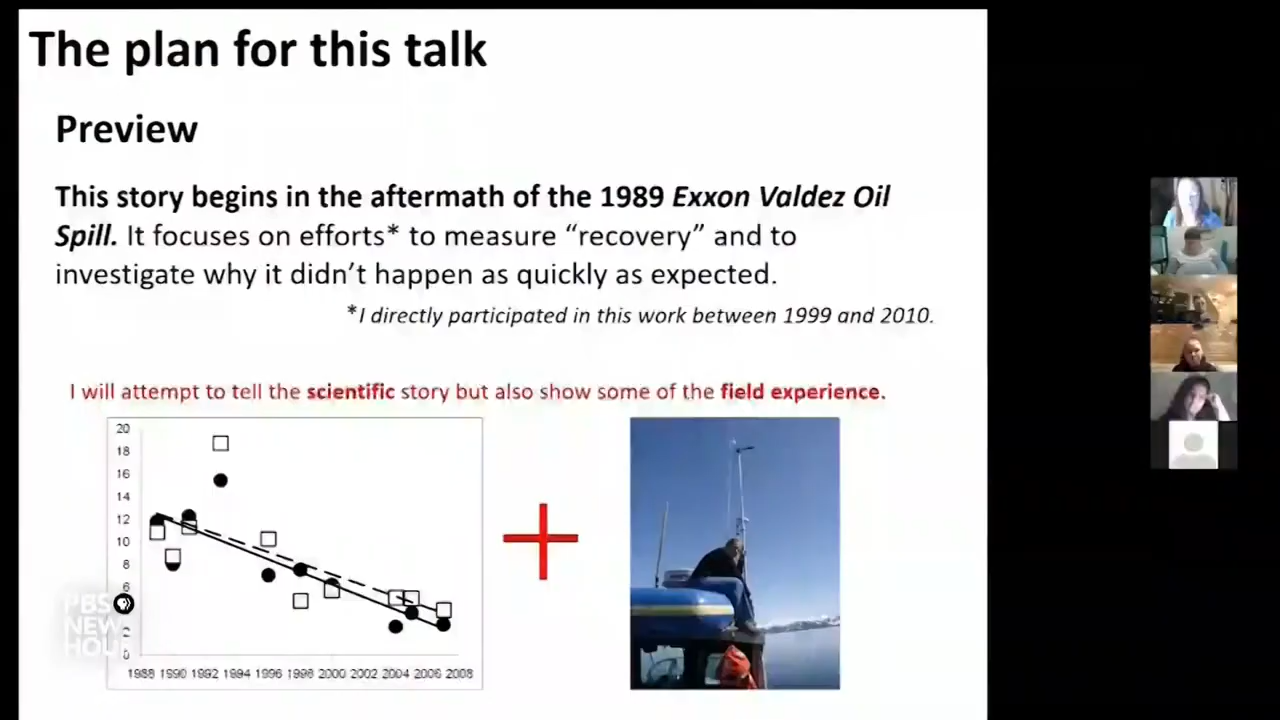 The plan for this talk
Preview
This story begins in the aftermath of the 1989 Exxon Valdez Oil
Spill. It focuses on efforts* to measure “recovery” and to
investigate why it didn’t happen as quickly as expected.
*I directly participated in this work between 1999 and 2010.
I will attempt to tell the scientific story but also show some of the field experience.
20
18
16
14
12
10
8
6
2
0
1988 1990 1992 1994 1996 1998 2000 2002 2004 2006 2008
PBS
NEWS
HOU